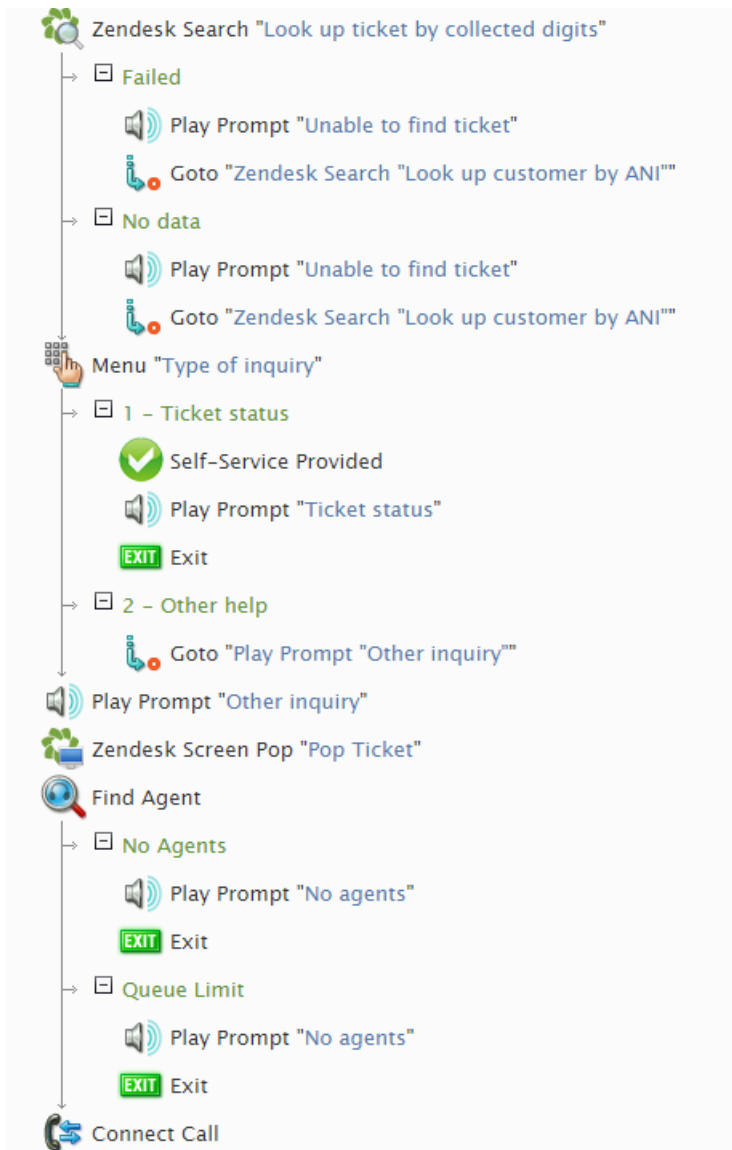 Zendesk Search "Look up ticket by collected digits"
Failed
Play Prompt "Unable to find ticket"
Goto "Zendesk Search "Look up customer by ANI""
No data
Play Prompt "Unable to find ticket"
Goto "Zendesk Search "Look up customer by ANI""
Menu "Type of inquiry"
1 – Ticket status
Self-Service Provided
Play Prompt "Ticket status"
EXIT Exit
2 – Other help
Goto "Play Prompt "Other inquiry""
Play Prompt "Other inquiry"
Zendesk Screen Pop "Pop Ticket"
Find Agent
No Agents
Play Prompt "No agents"
EXIT Exit
Queue Limit
Play Prompt "No agents"
EXIT Exit
Connect Call